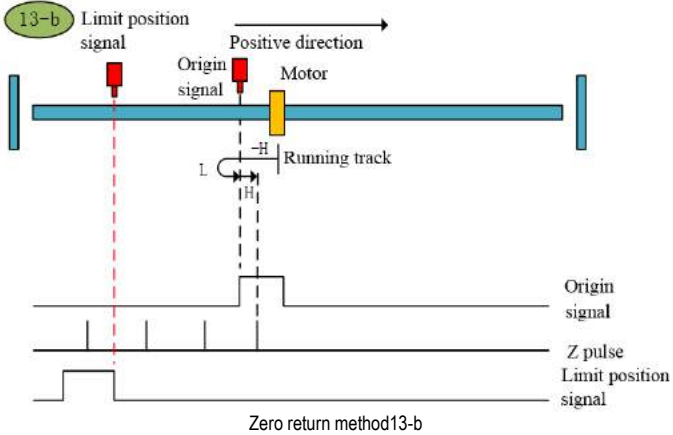 13-b
Limit position
signal
Positive direction
Origin
signal
Motor
-H
Running track
L
H
Origin
signal
Z pulse
Limit position
signal
Zero return method13-b